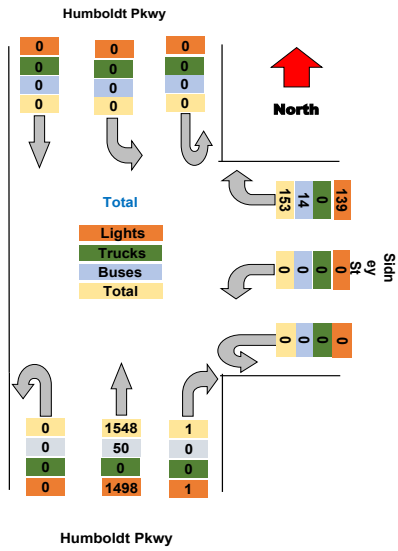 Humboldt Pkwy
0 0 0
0 0 0
0 0 0
0 0 0
North
153 14 0 139
Total
Lights
Trucks
Buses
Total
0 0 0 0
Sidn
ey
St
0 0 0 0
0 1548 1
0 50 0
0 0 0
0 1498 1
Humboldt Pkwy